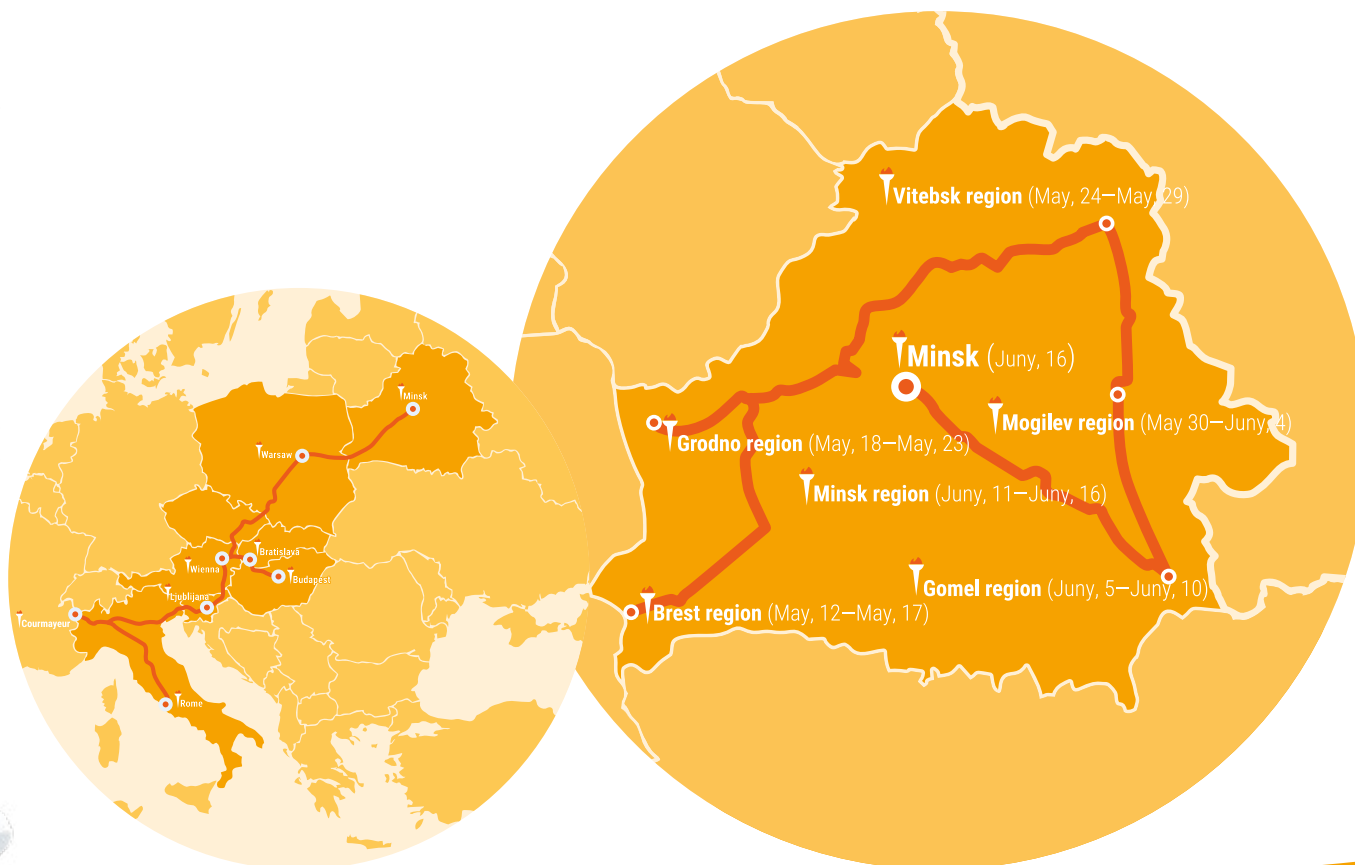 Minsk
Warsaw
Bratislava
Wienna
Budapest
Ljublijana
Courmayeur
Rome
Vitebsk region (May, 24—May, 29)
Minsk (Juny, 16)
Mogilev region (May 30—Juny, 4)
Grodno region (May, 18—May, 23)
Minsk region (Juny, 11—Juny, 16)
Gomel region (Juny, 5—Juny, 10)
Brest region (May, 12—May, 17)